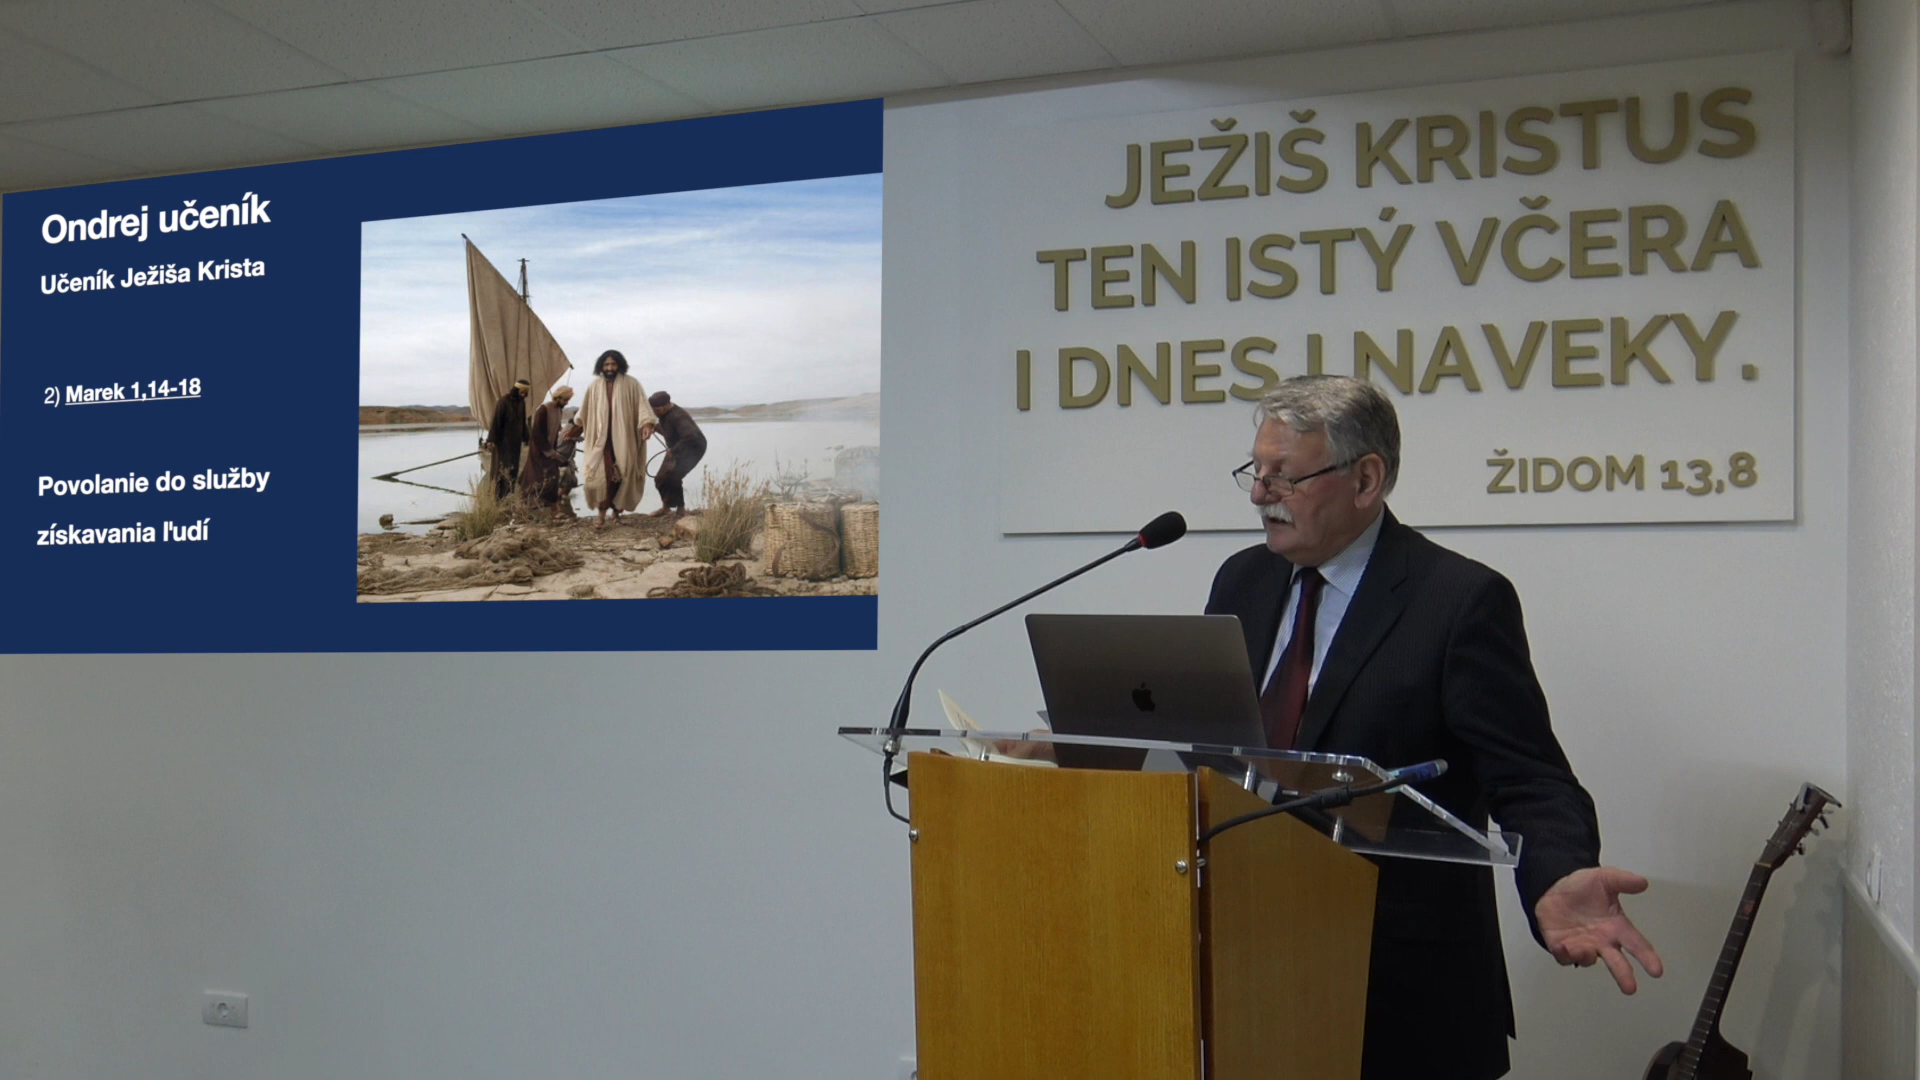 Ondrej učeník
Učeník Ježiša Krista
2) Marek 1,14-18
Povolanie do služby
získavania ľudí
JEŽIŠ KRISTUS
TEN ISTÝ VČERA
I DNES I NAVEKY.
ŽIDOM 13,8